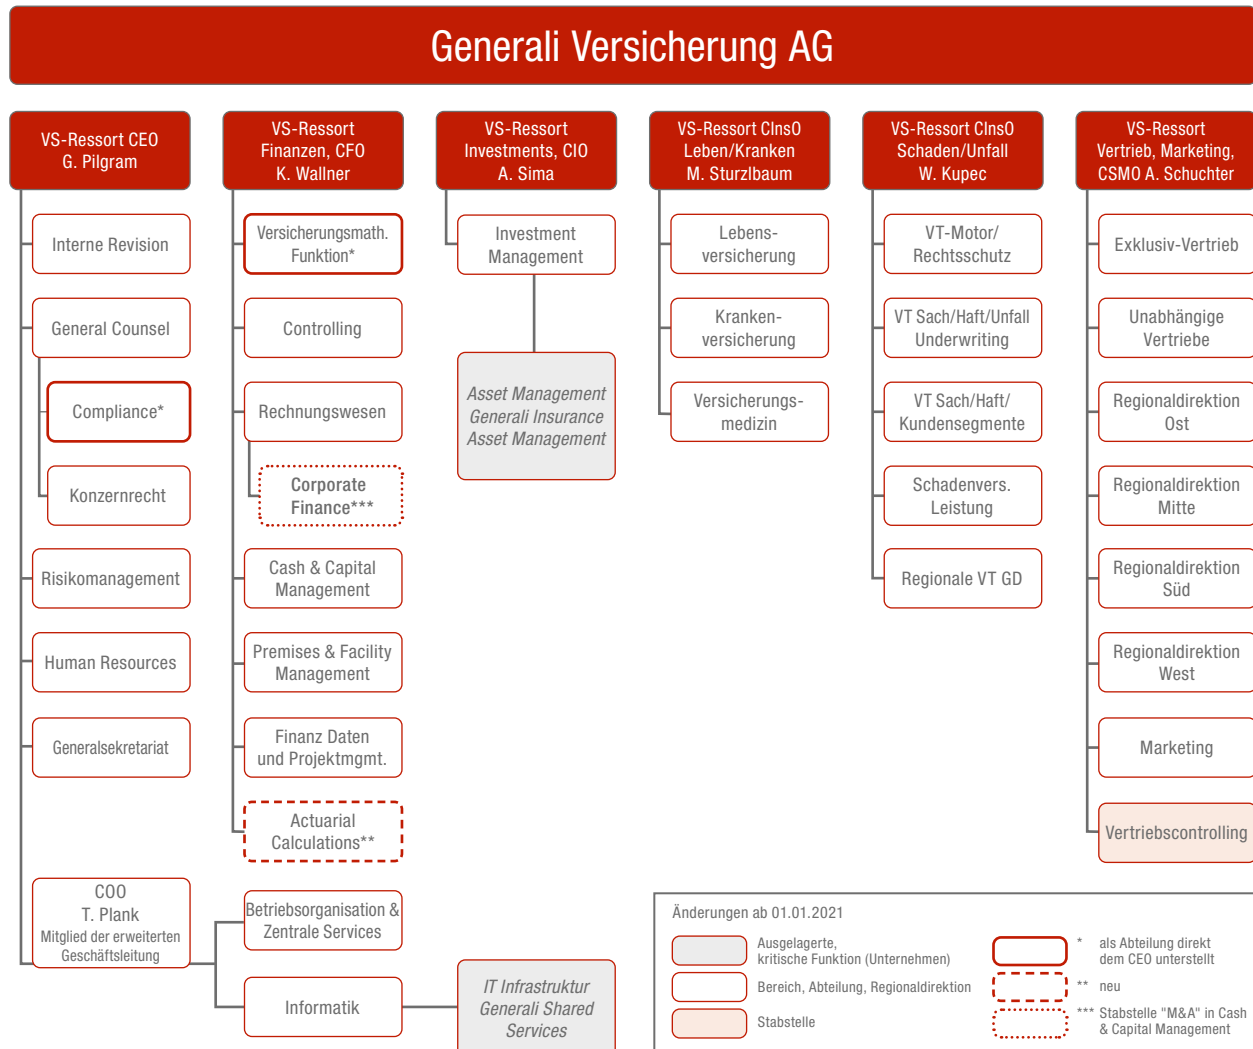 Generali Versicherung AG
VS-Ressort CEO
G. Pilgram
Interne Revision
General Counsel
Compliance*
Konzernrecht
Risikomanagement
Human Resources
Generalsekretariat
COO
T. Plank
Mitglied der erweiterten
Geschäftsleitung
VS-Ressort
Finanzen, CFO
K. Wallner
Versicherungsmath.
Funktion*
Controlling
Rechnungswesen
Corporate
Finance***
Cash & Capital
Management
Premises & Facility
Management
Finanz Daten
und Projektmgmt.
Actuarial
Calculations**
Betriebsorganisation &
Zentrale Services
Informatik
VS-Ressort
Investments, CIO
A. Sima
Investment
Management
Asset Management
Generali Insurance
Asset Management
IT Infrastruktur
Generali Shared
Services
VS-Ressort CInsO
Leben/Kranken
M. Sturzlbaum
Lebens-
versicherung
Kranken-
versicherung
Versicherungs-
medizin
VS-Ressort CInsO
Schaden/Unfall
W. Kupec
VT-Motor/
Rechtsschutz
VT Sach/Haft/Unfall
Underwriting
VT Sach/Haft/
Kundensegmente
Schadenvers.
Leistung
Regionale VT GD
VS-Ressort
Vertrieb, Marketing,
CSMO A. Schuchter
Exklusiv-Vertrieb
Unabhängige
Vertriebe
Regionaldirektion
Ost
Regionaldirektion
Mitte
Regionaldirektion
Süd
Regionaldirektion
West
Marketing
Vertriebscontrolling
Änderungen ab 01.01.2021
Ausgelagerte,
kritische Funktion (Unternehmen)
Bereich, Abteilung, Regionaldirektion
Stabstelle
* als Abteilung direkt
dem CEO unterstellt
** neu
*** Stabstelle "M&A" in Cash
& Capital Management